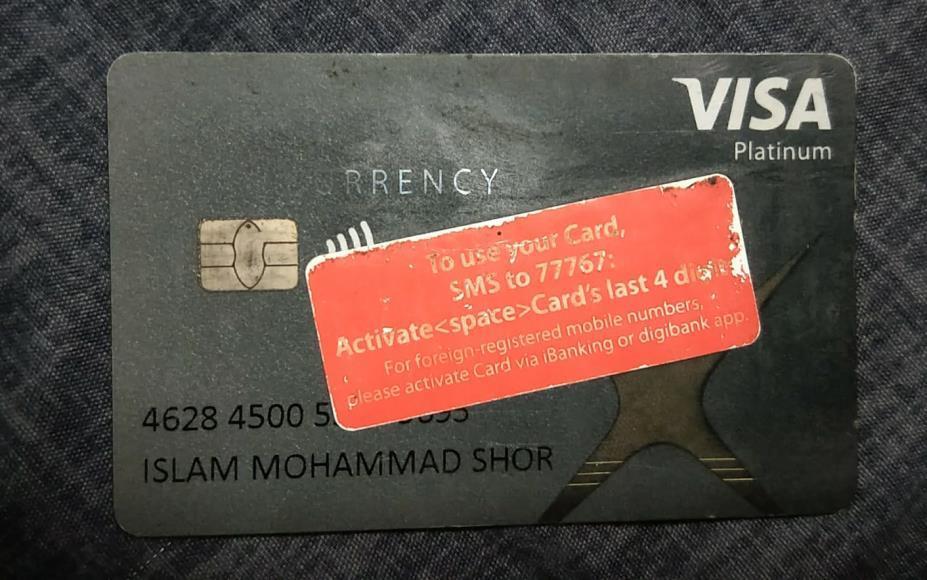 VISA
Platinum
RRENCY
To use your Card,
SMS to 77767:
Activate<space>Card's last 4
For foreign-registered mobile numbers,
please activate Card via iBanking or digibank app.
4628 4500
ISLAM MOHAMMAD SHOR